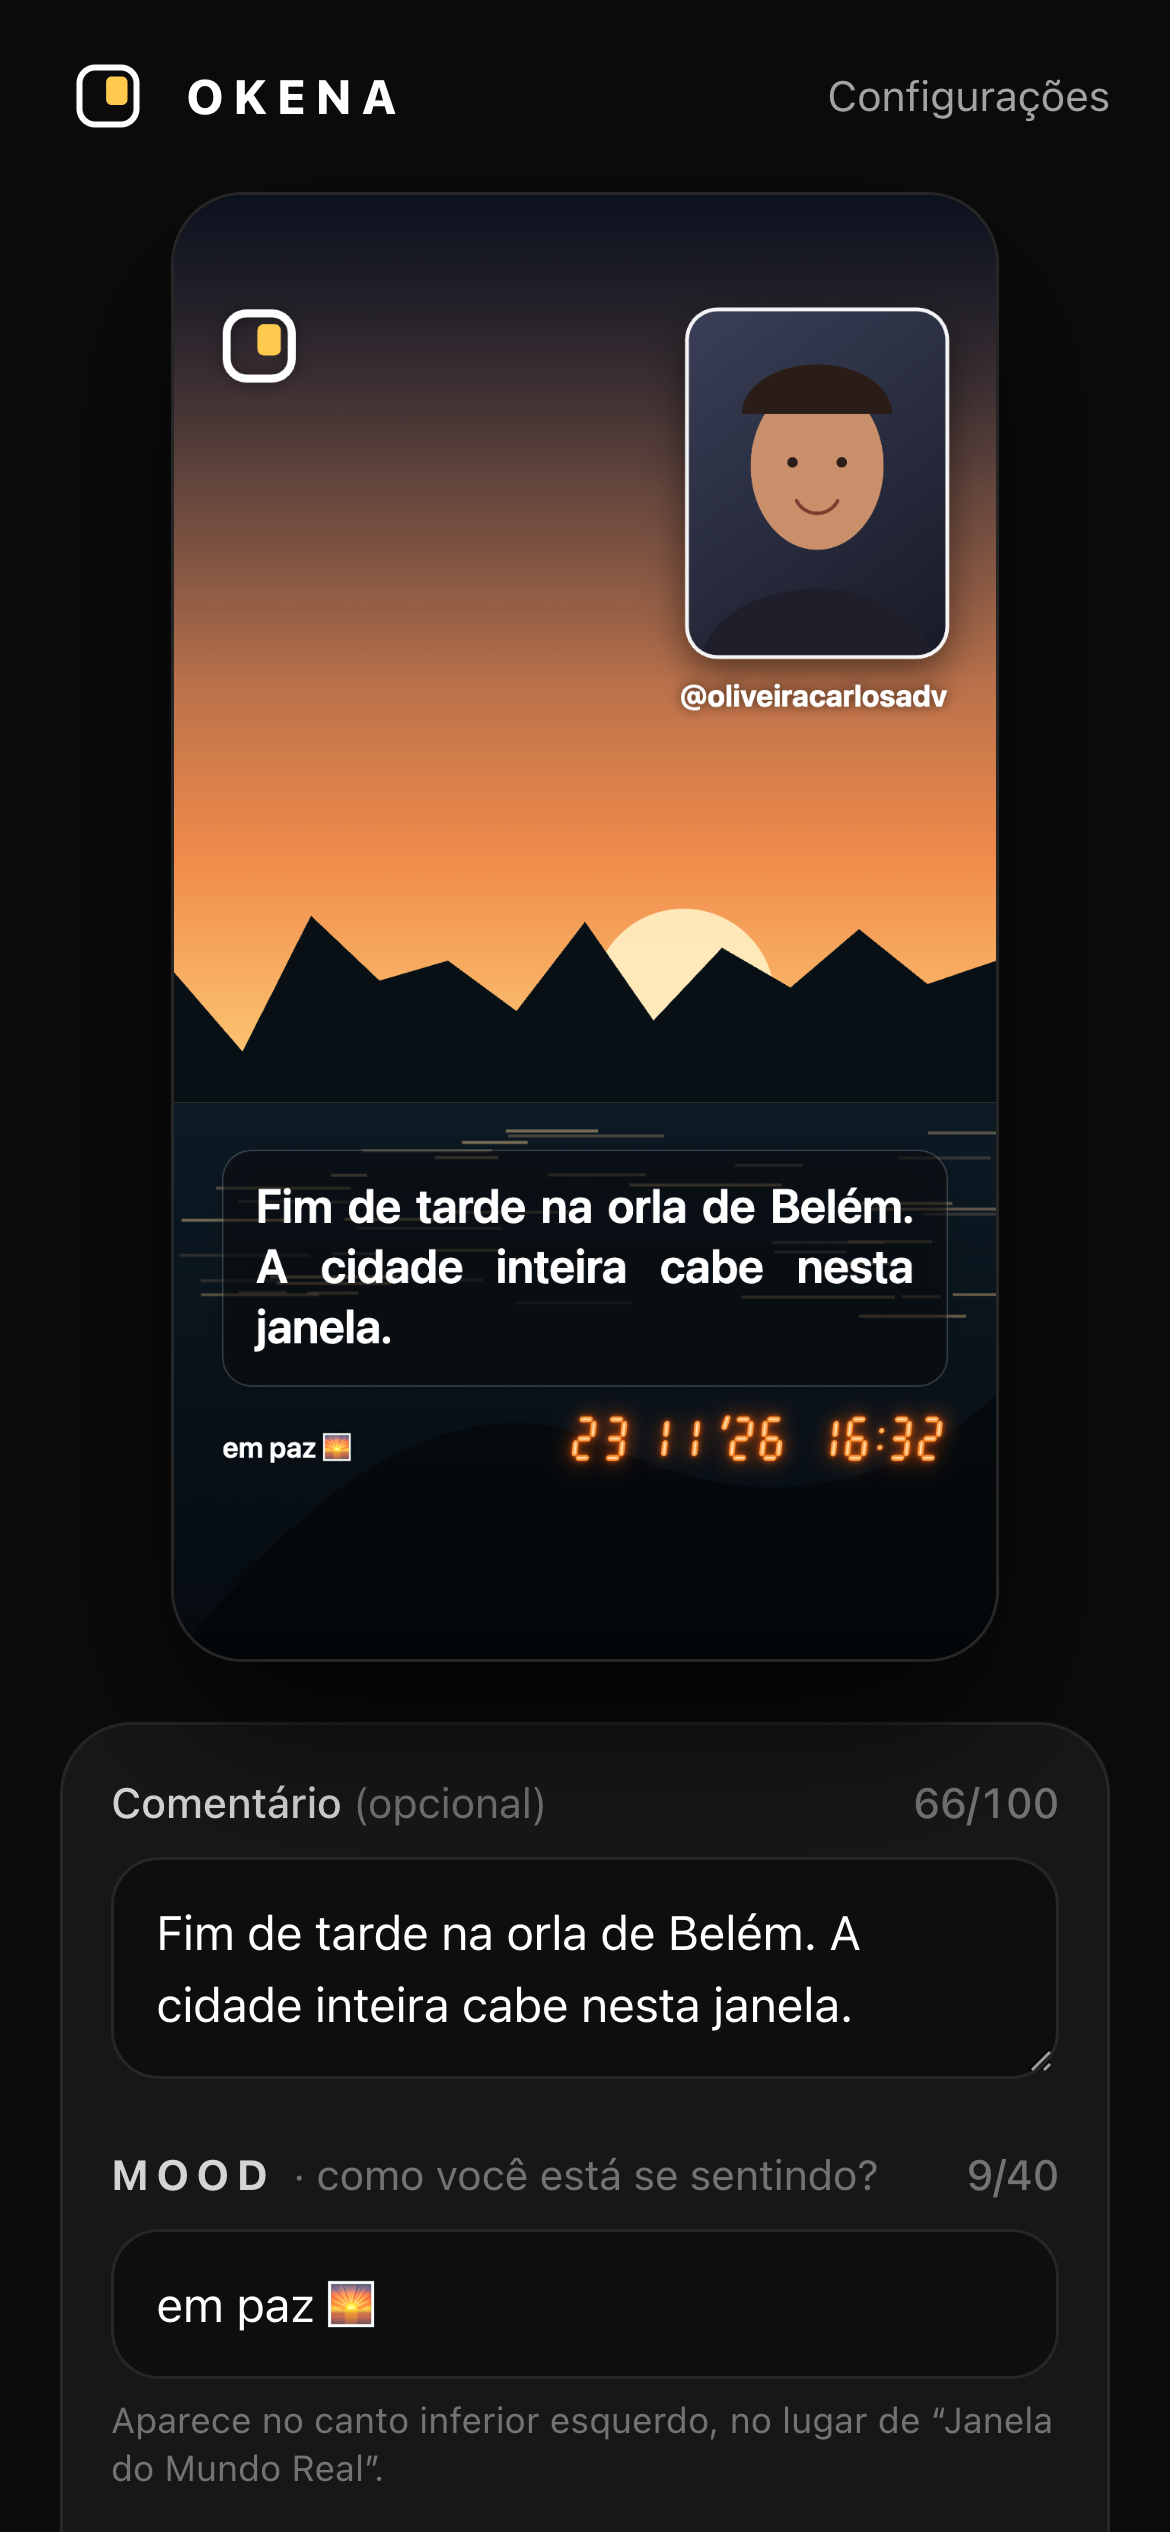 OKENA
Configurações
@oliveiracarlosadv
Fim de tarde na orla de Belém.
A cidade inteira cabe nesta
janela.
em paz 🌅
23 11 '26 16:32
Comentário (opcional)
66/100
Fim de tarde na orla de Belém. A
cidade inteira cabe nesta janela.
MOOD · como você está se sentindo?
9/40
em paz 🌅
Aparece no canto inferior esquerdo, no lugar de “Janela
do Mundo Real”.